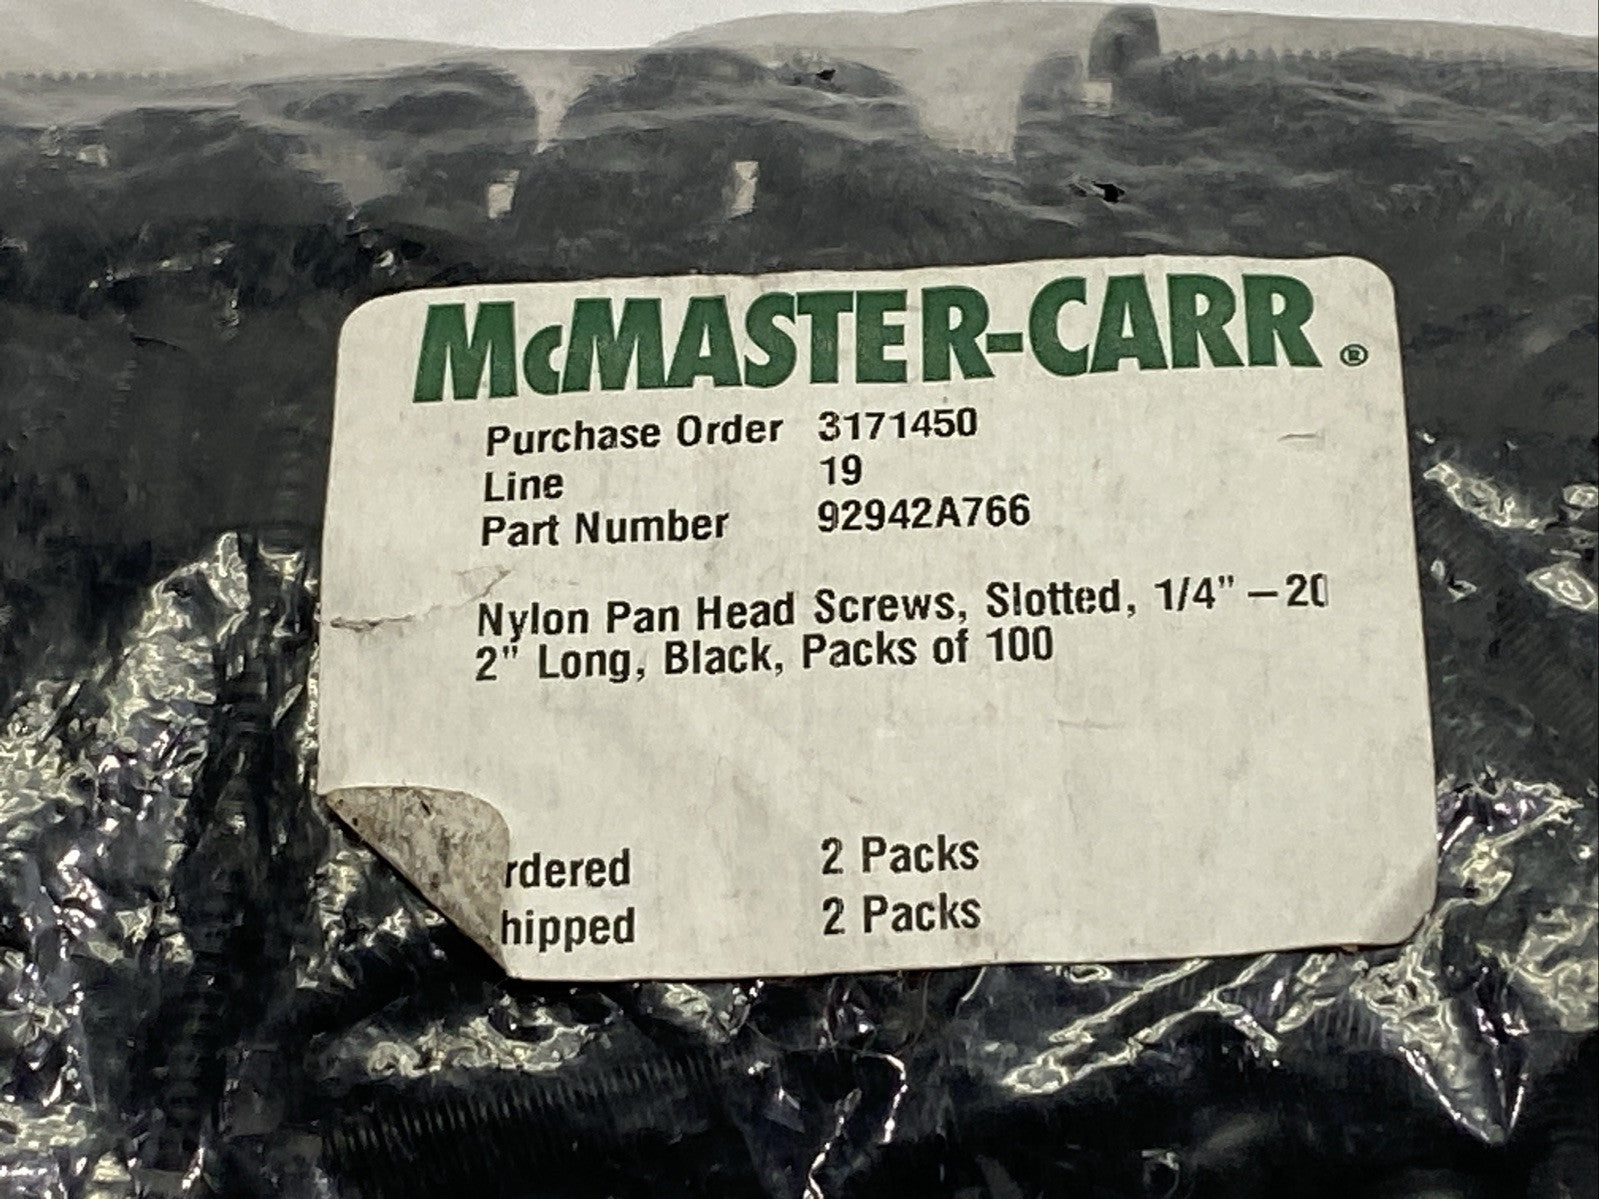 McMASTER-CARR®
Purchase Order 3171450
Line 19
Part Number 92942A766
Nylon Pan Head Screws, Slotted, 1/4" - 20
2" Long, Black, Packs of 100
rdered 2 Packs
hipped 2 Packs